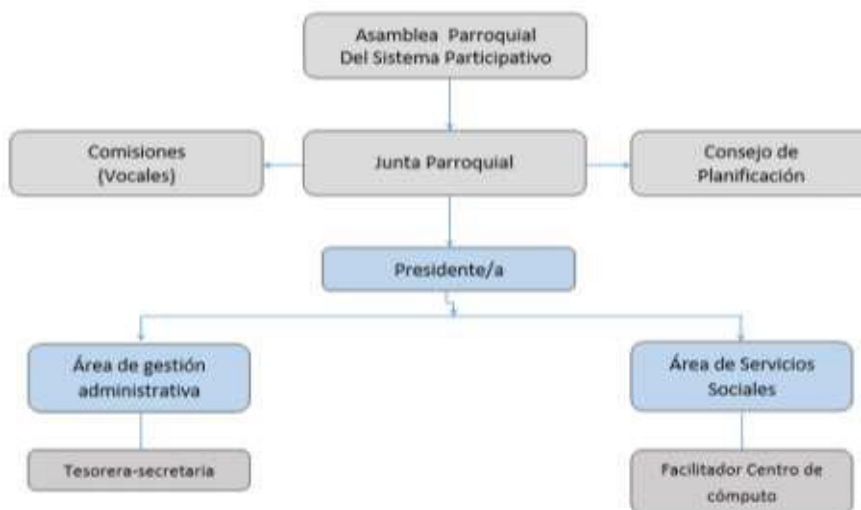 Asamblea Parroquial
Del Sistema Participativo
Comisiones
(Vocales)
Junta Parroquial
Consejo de
Planificación
Presidente/a
Área de gestión
administrativa
Área de Servicios
Sociales
Tesorera-secretaria
Facilitador Centro de
cómputo